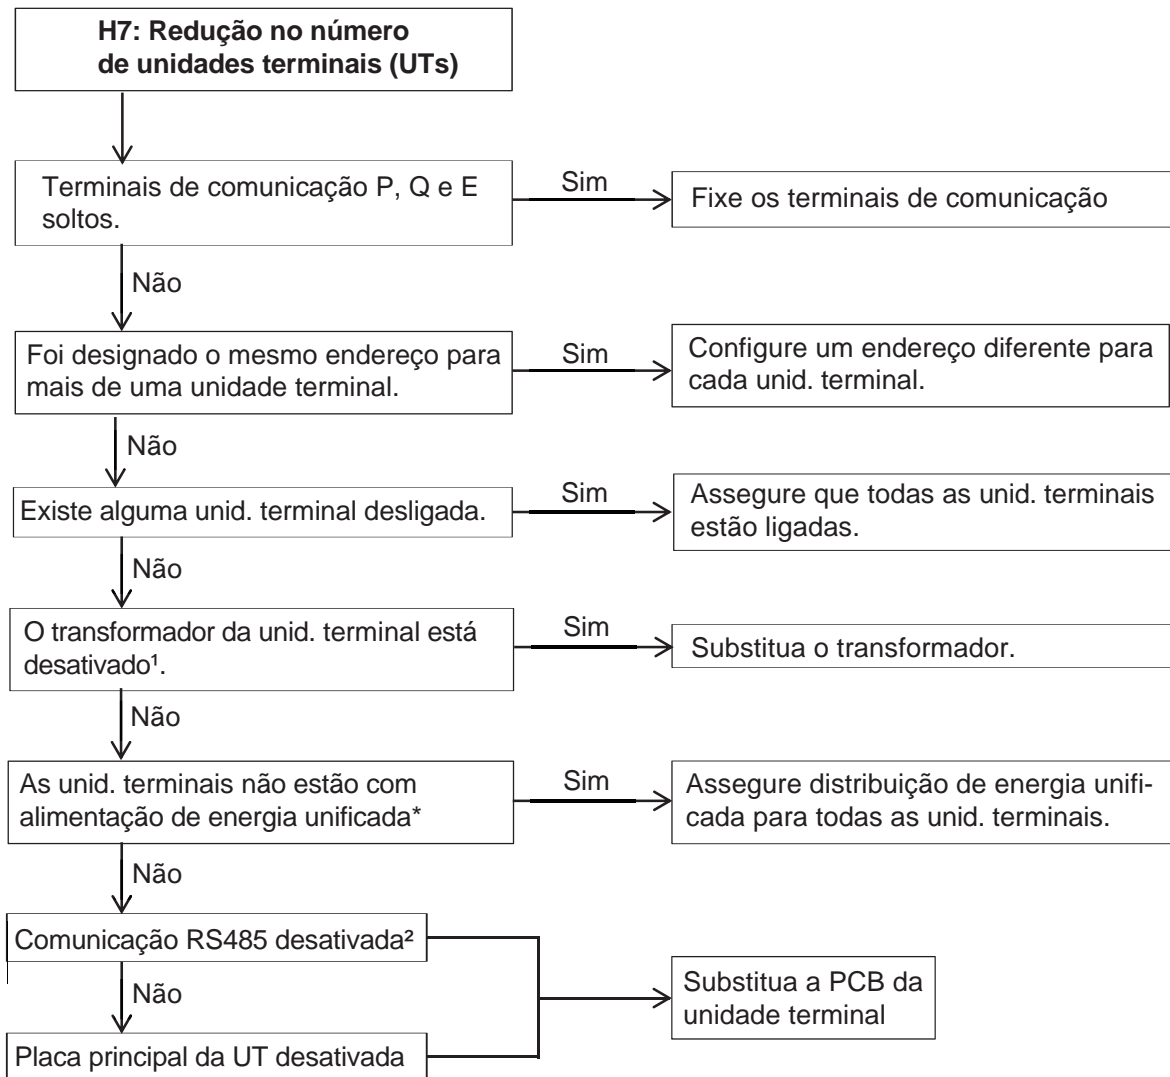 H7: Redução no número
de unidades terminais (UTs)
Terminais de comunicação P, Q e E
soltos.
Sim
Fixe os terminais de comunicação
Não
Foi designado o mesmo endereço para
mais de uma unidade terminal.
Sim
Configure um endereço diferente para
cada unid. terminal.
Não
Existe alguma unid. terminal desligada.
Sim
Assegure que todas as unid. terminais
estão ligadas.
Não
O transformador da unid. terminal está
desativado¹.
Sim
Substitua o transformador.
Não
As unid. terminais não estão com
alimentação de energia unificada*
Sim
Assegure distribuição de energia unifi-
cada para todas as unid. terminais.
Não
Comunicação RS485 desativada²
Não
Substitua a PCB da
unidade terminal
Placa principal da UT desativada